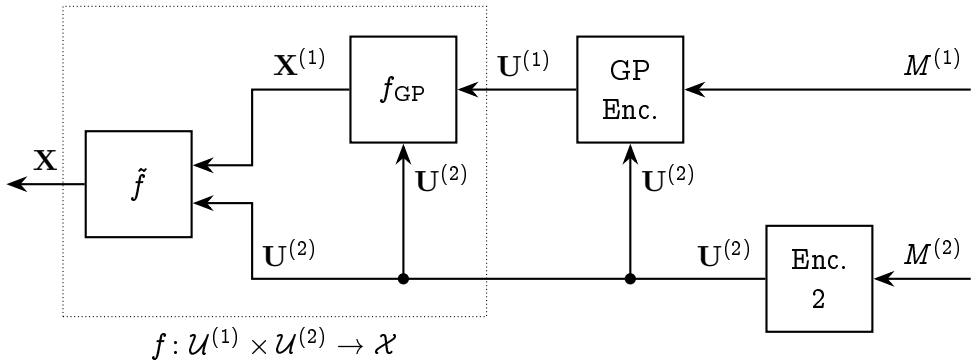 X
f̃
X⁽¹⁾
f_GP
U⁽¹⁾
GP
Enc.
M⁽¹⁾
U⁽²⁾
U⁽²⁾
U⁽²⁾
U⁽²⁾
Enc.
2
M⁽²⁾
f: 𝒰⁽¹⁾ × 𝒰⁽²⁾ → 𝒳